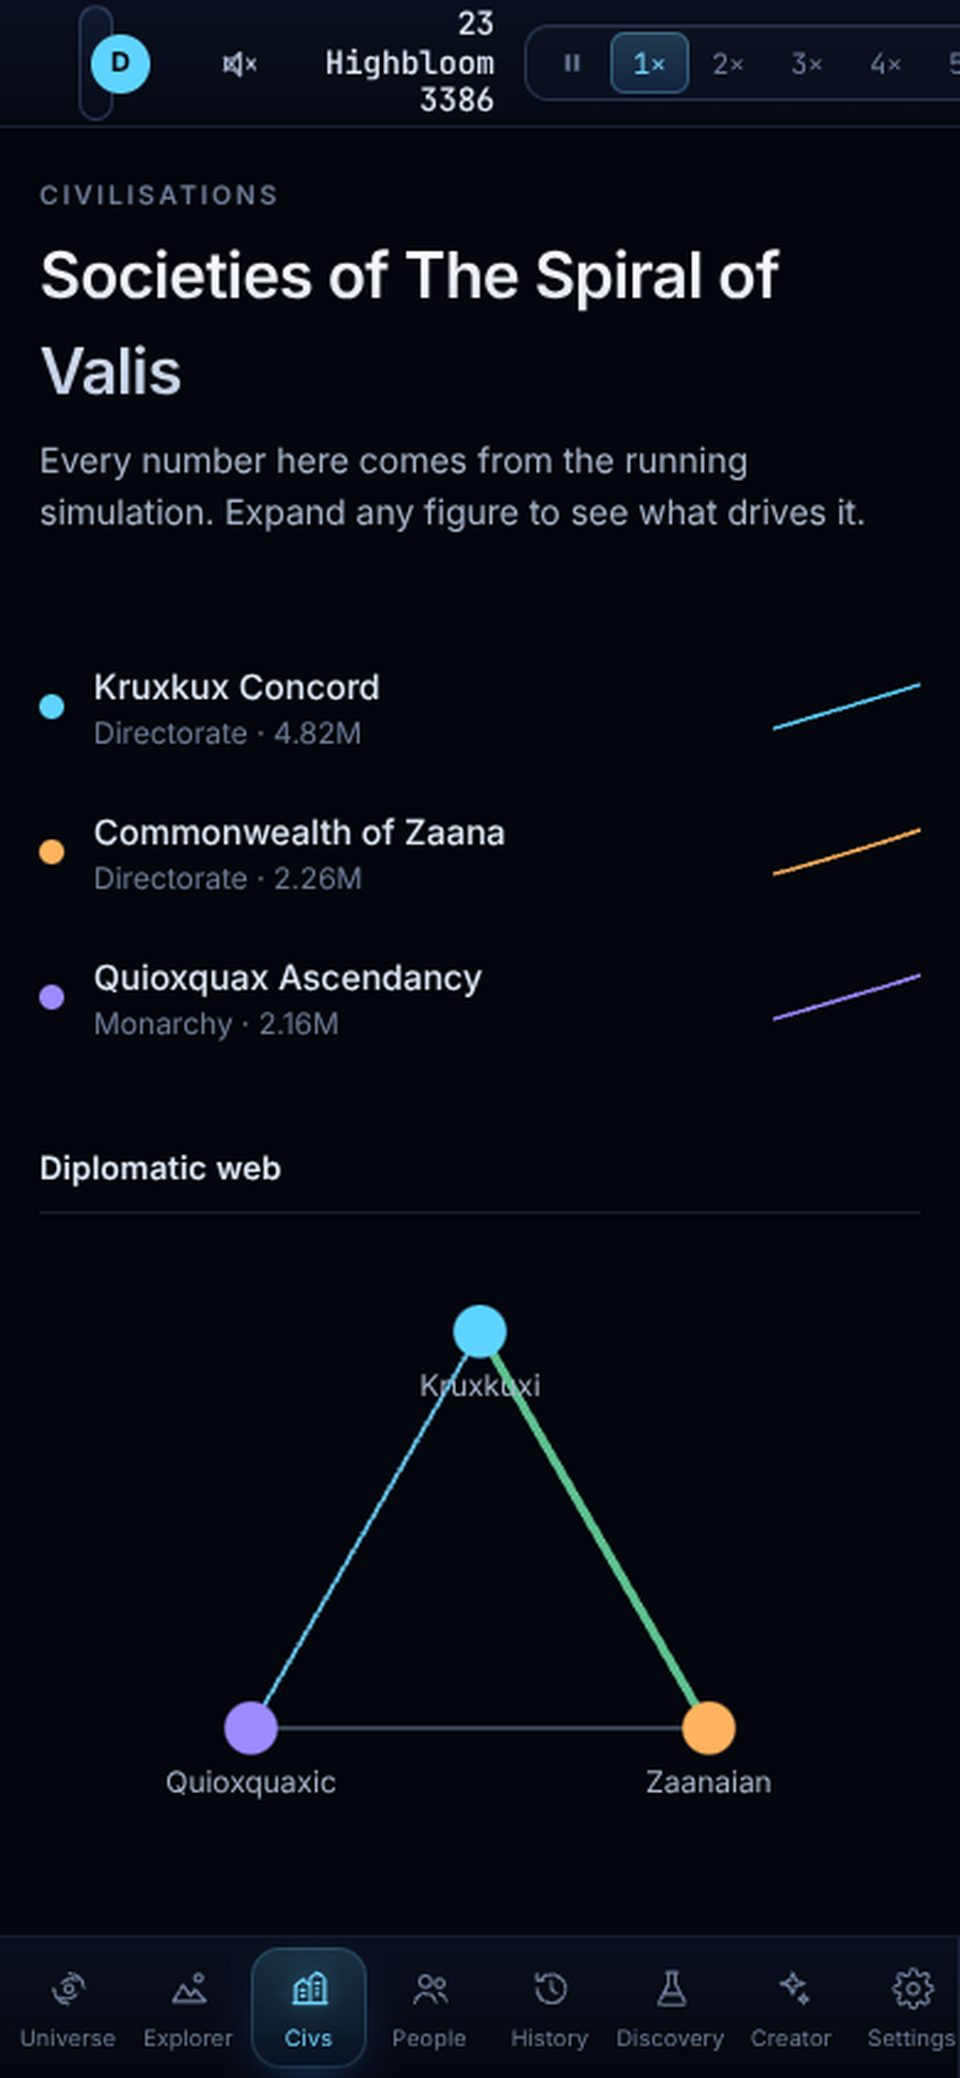 D
23
Highbloom
3386
1×
2×
3×
4×
5
CIVILISATIONS
Societies of The Spiral of
Valis
Every number here comes from the running
simulation. Expand any figure to see what drives it.
Kruxkux Concord
Directorate · 4.82M
Commonwealth of Zaana
Directorate · 2.26M
Quioxquax Ascendancy
Monarchy · 2.16M
Diplomatic web
Kruxkuxi
Quioxquaxic
Zaanaian
Universe
Explorer
Civs
People
History
Discovery
Creator
Settings